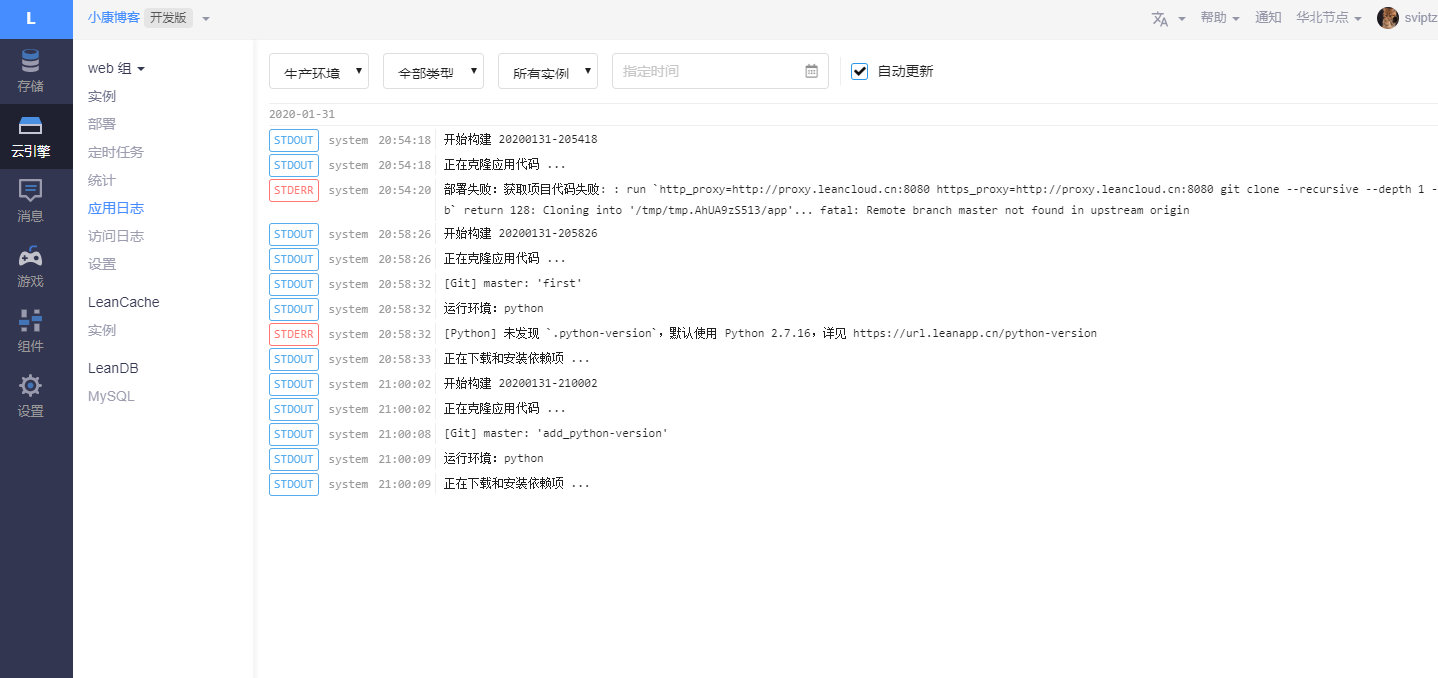 L
小康博客 开发版
帮助 通知 华北节点 sviptz
存储
云引擎
消息
游戏
组件
设置
web 组
实例
部署
定时任务
统计
应用日志
访问日志
设置
LeanCache
实例
LeanDB
MySQL
生产环境 全部类型 所有实例 指定时间 自动更新
2020-01-31
STDOUT system 20:54:18 开始构建 20200131-205418
STDOUT system 20:54:18 正在克隆应用代码 ...
STDERR system 20:54:20 部署失败：获取项目代码失败: : run `http_proxy=http://proxy.leancloud.cn:8080 https_proxy=http://proxy.leancloud.cn:8080 git clone --recursive --depth 1 -
b` return 128: Cloning into '/tmp/tmp.AhUA9zS513/app'... fatal: Remote branch master not found in upstream origin
STDOUT system 20:58:26 开始构建 20200131-205826
STDOUT system 20:58:26 正在克隆应用代码 ...
STDOUT system 20:58:32 [Git] master: 'first'
STDOUT system 20:58:32 运行环境：python
STDERR system 20:58:32 [Python] 未发现 `.python-version`，默认使用 Python 2.7.16，详见 https://url.leanapp.cn/python-version
STDOUT system 20:58:33 正在下载和安装依赖项 ...
STDOUT system 21:00:02 开始构建 20200131-210002
STDOUT system 21:00:02 正在克隆应用代码 ...
STDOUT system 21:00:08 [Git] master: 'add_python-version'
STDOUT system 21:00:09 运行环境：python
STDOUT system 21:00:09 正在下载和安装依赖项 ...